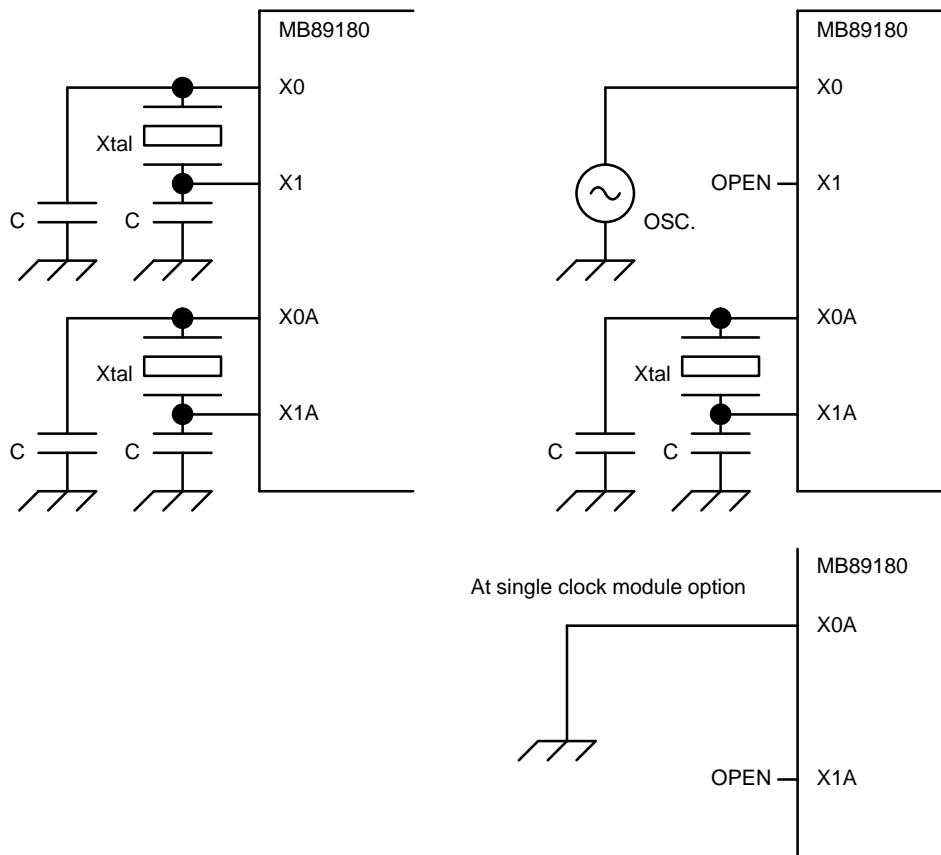 MB89180
X0
Xtal
X1
C
C
X0A
Xtal
X1A
C
C
MB89180
X0
OPEN
X1
OSC.
X0A
Xtal
X1A
C
C
MB89180
At single clock module option
X0A
OPEN
X1A